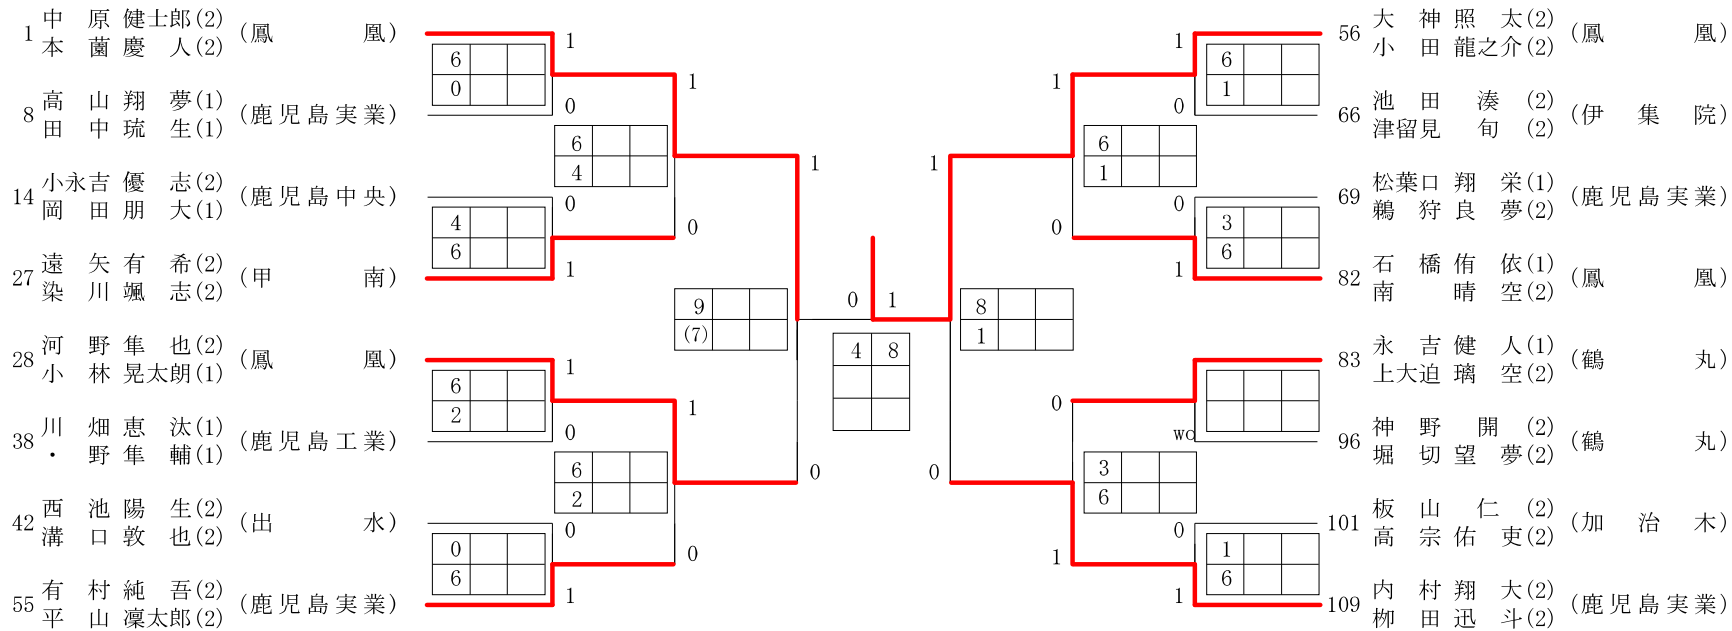 1 中原健士郎(2) (鳳凰)
本薗慶人(2)
8 高山翔夢(1) (鹿児島実業)
田中琉生(1)
14 小永吉優志(2) (鹿児島中央)
岡田朋大(1)
27 遠矢有希(2) (甲南)
染川颯志(2)
28 河野隼也(2) (鳳凰)
小林晃太朗(1)
38 川畑恵汰(1) (鹿児島工業)
・野隼輔(1)
42 西池陽生(2) (出水)
溝口敦也(2)
55 有村純吾(2) (鹿児島実業)
平山凜太郎(2)
1
6
0
0
0
4
6
1
1
6
2
0
0
0
6
1
1
6
4
0
1
6
2
0
1
9
(7)
0
0 1
4 8
1
8
1
0
1
6
1
0
0
3
6
1
1
6
1
0
0
3
6
1
wo
0
1
6
1
56 大神照太(2) (鳳凰)
小田龍之介(2)
66 池田湊(2) (伊集院)
津留見旬(2)
69 松葉口翔栄(1) (鹿児島実業)
鵜狩良夢(2)
82 石橋侑依(1) (鳳凰)
南晴空(2)
83 永吉健人(1) (鶴丸)
上大迫璃空(2)
96 神野開(2) (鶴丸)
堀切望夢(2)
101 板山仁(2) (加治木)
高宗佑吏(2)
109 内村翔大(2) (鹿児島実業)
栁田迅斗(2)